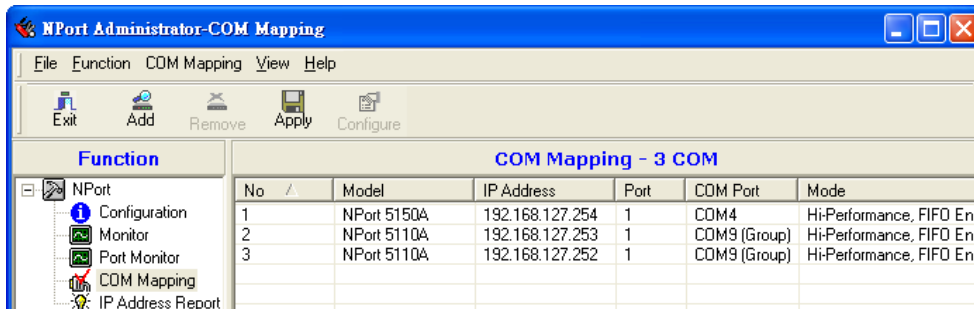 NPort Administrator-COM Mapping
File Function COM Mapping View Help
Exit Add Remove Apply Configure
Function
COM Mapping - 3 COM
NPort
Configuration
Monitor
Port Monitor
COM Mapping
IP Address Report
No Model IP Address Port COM Port Mode
1 NPort 5150A 192.168.127.254 1 COM4 Hi-Performance, FIFO En
2 NPort 5110A 192.168.127.253 1 COM9 (Group) Hi-Performance, FIFO En
3 NPort 5110A 192.168.127.252 1 COM9 (Group) Hi-Performance, FIFO En